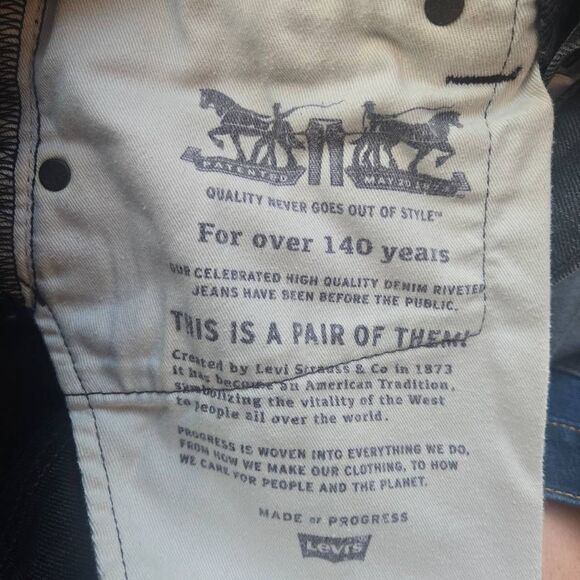 PATENTED MAY 20
QUALITY NEVER GOES OUT OF STYLE™
For over 140 years
OUR CELEBRATED HIGH QUALITY DENIM RIVETED
JEANS HAVE BEEN BEFORE THE PUBLIC.
THIS IS A PAIR OF THEM!
Created by Levi Strauss & Co in 1873
it has become an American Tradition,
symbolizing the vitality of the West
to people all over the world.
PROGRESS IS WOVEN INTO EVERYTHING WE DO,
FROM HOW WE MAKE OUR CLOTHING, TO HOW
WE CARE FOR PEOPLE AND THE PLANET.
MADE OF PROGRESS
Levi's